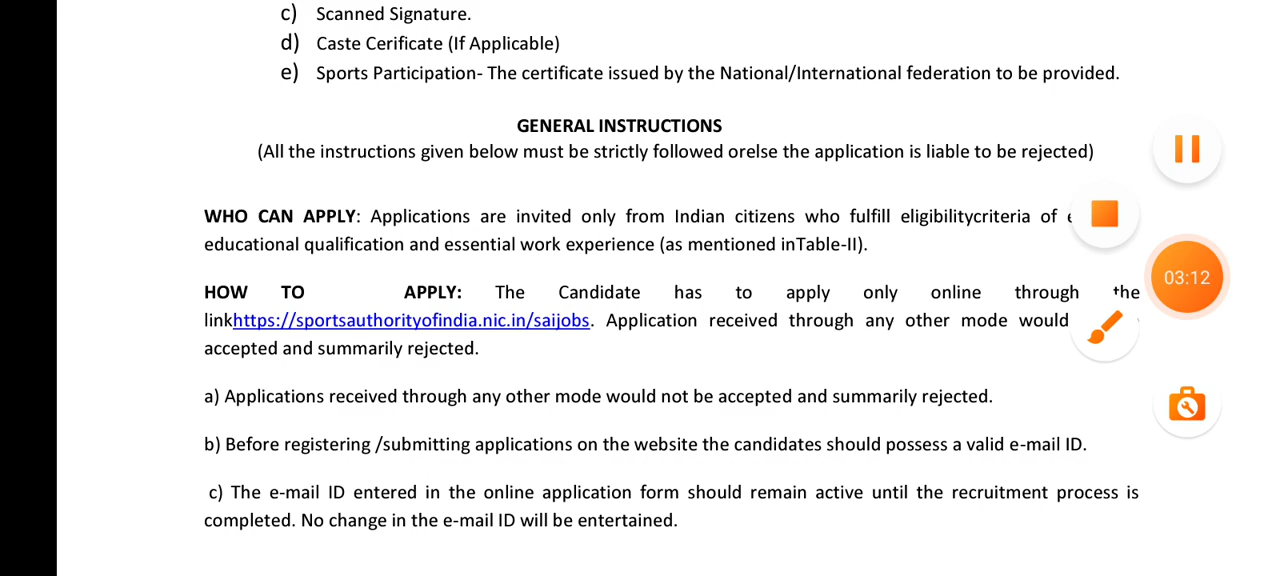 c) Scanned Signature.
d) Caste Cerificate (If Applicable)
e) Sports Participation- The certificate issued by the National/International federation to be provided.
GENERAL INSTRUCTIONS
(All the instructions given below must be strictly followed orelse the application is liable to be rejected)
WHO CAN APPLY: Applications are invited only from Indian citizens who fulfill eligibilitycriteria of
educational qualification and essential work experience (as mentioned inTable-II).
HOW TO APPLY: The Candidate has to apply only online through the
linkhttps://sportsauthorityofindia.nic.in/saijobs. Application received through any other mode would
accepted and summarily rejected.
a) Applications received through any other mode would not be accepted and summarily rejected.
b) Before registering /submitting applications on the website the candidates should possess a valid e-mail ID.
c) The e-mail ID entered in the online application form should remain active until the recruitment process is
completed. No change in the e-mail ID will be entertained.
03:12